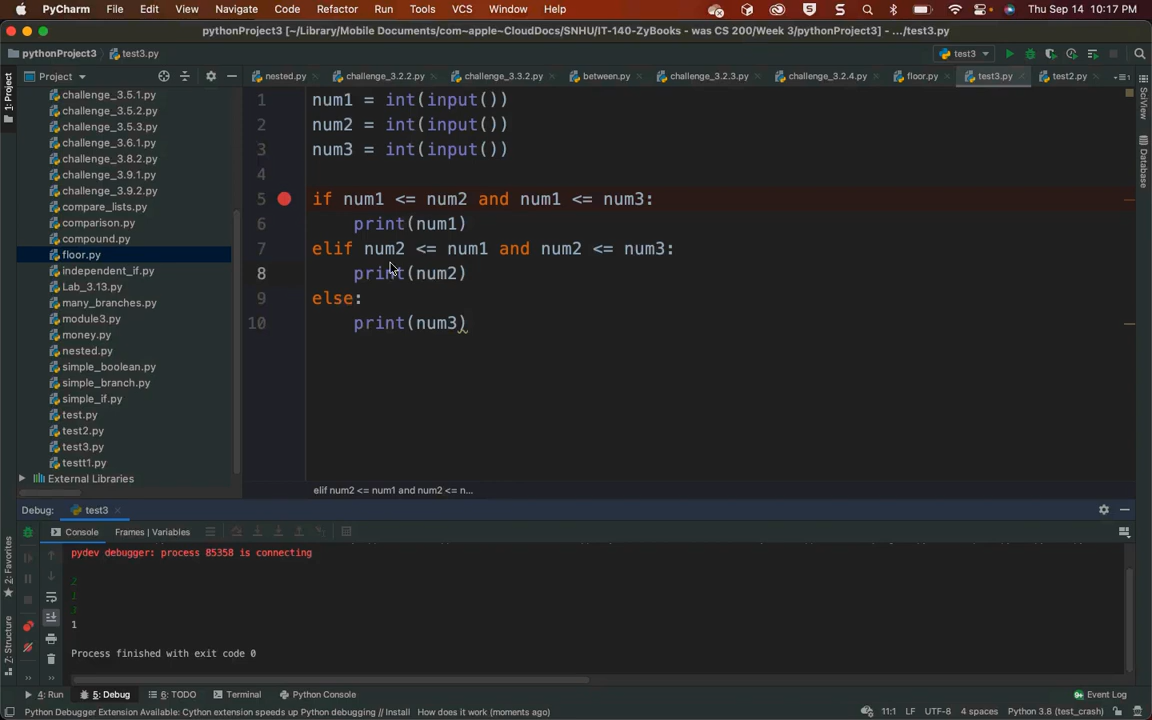 PyCharm File Edit View Navigate Code Refactor Run Tools VCS Window Help Thu Sep 14 10:17 PM
pythonProject3 [~/Library/Mobile Documents/com~apple~CloudDocs/SNHU/IT-140-ZyBooks - was CS 200/Week 3/pythonProject3] - .../test3.py
pythonProject3 test3.py test3
Project nested.py challenge_3.2.2.py challenge_3.3.2.py between.py challenge_3.2.3.py challenge_3.2.4.py floor.py test3.py test2.py
1: Project
challenge_3.5.1.py
challenge_3.5.2.py
challenge_3.5.3.py
challenge_3.6.1.py
challenge_3.8.2.py
challenge_3.9.1.py
challenge_3.9.2.py
compare_lists.py
comparison.py
compound.py
floor.py
independent_if.py
Lab_3.13.py
many_branches.py
module3.py
money.py
nested.py
simple_boolean.py
simple_branch.py
simple_if.py
test.py
test2.py
test3.py
testt1.py
External Libraries
1 num1 = int(input())
2 num2 = int(input())
3 num3 = int(input())
4
5 if num1 <= num2 and num1 <= num3:
6 print(num1)
7 elif num2 <= num1 and num2 <= num3:
8 print(num2)
9 else:
10 print(num3)
SciView
Database
elif num2 <= num1 and num2 <= n...
Debug: test3
Console Frames | Variables
2: Favorites
Z: Structure
pydev debugger: process 85358 is connecting
2
1
3
1
Process finished with exit code 0
4: Run 5: Debug 6: TODO Terminal Python Console Event Log
Python Debugger Extension Available: Cython extension speeds up Python debugging // Install How does it work (moments ago) 11:1 LF UTF-8 4 spaces Python 3.8 (test_crash)